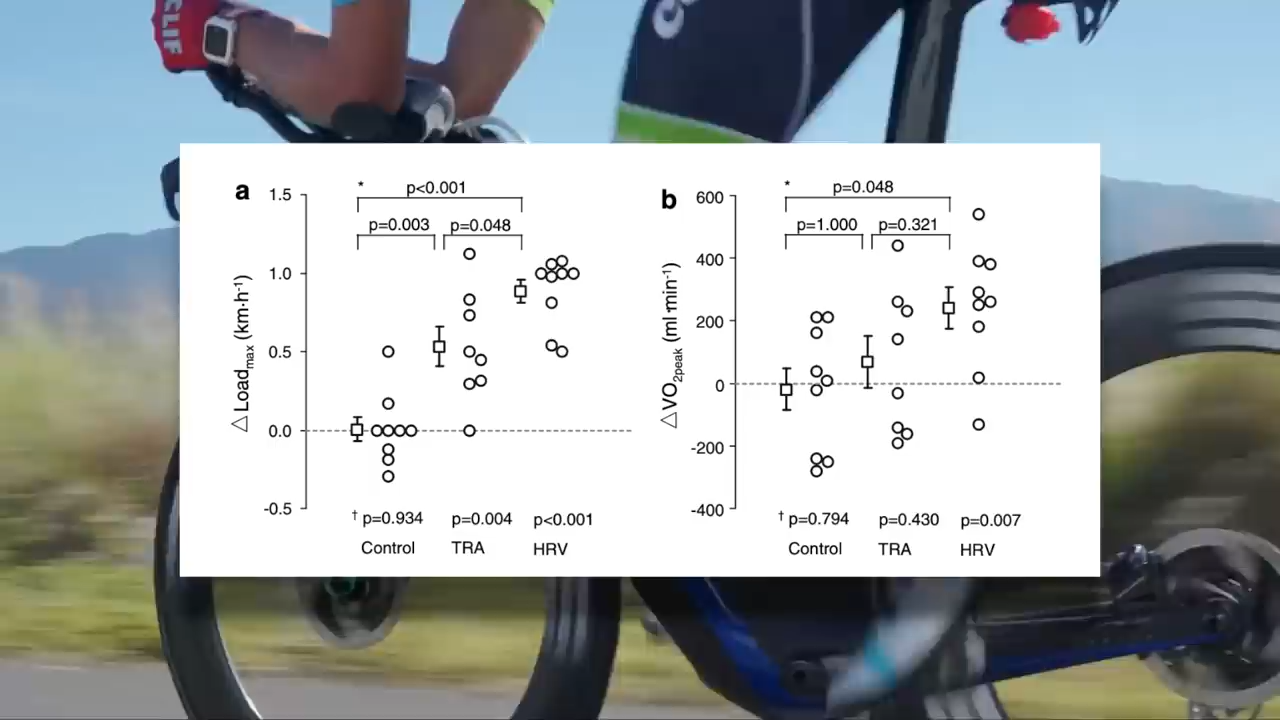 CLIF
a
1.5
1.0
0.5
0.0
-0.5
△Loadmax (km·h-1)
* p<0.001
p=0.003 p=0.048
† p=0.934 p=0.004 p<0.001
Control TRA HRV
b
600
400
200
0
-200
-400
△VO2peak (ml·min-1)
* p=0.048
p=1.000 p=0.321
† p=0.794 p=0.430 p=0.007
Control TRA HRV